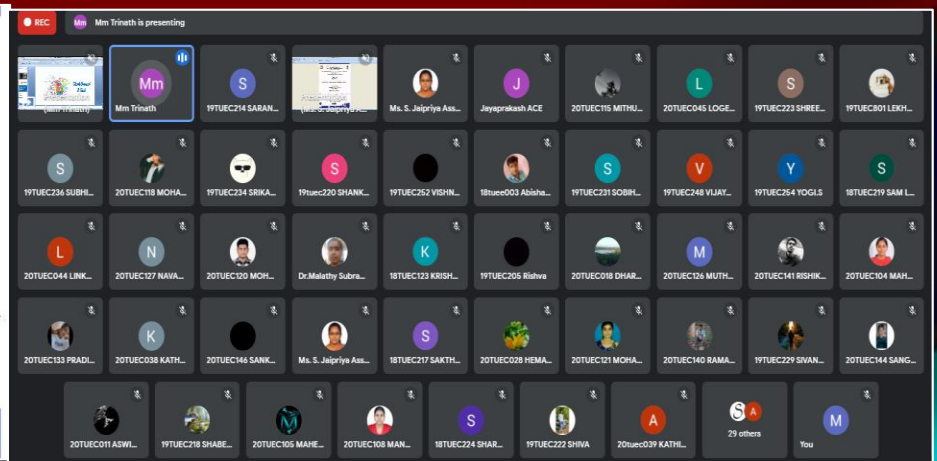 REC Mm Mm Trinath is presenting
Mm S J L S
Mm Trinath 19TUEC214 SARAN... Ms. S. Jaipriya Ass... Jayaprakash ACE 20TUEC115 MITHU... 20TUEC045 LOGE... 19TUEC223 SHREE... 19TUEC801 LEKH...
S S S V Y S
19TUEC236 SUBHI... 20TUEC118 MOHA... 19TUEC234 SRIKA... 19tuec220 SHANK... 19TUEC252 VISHN... 18tuee003 Abisha... 19TUEC231 SOBIH... 19TUEC248 VIJAY... 19TUEC254 YOGI.S 18TUEC219 SAM L...
L N K M
20TUEC044 LINK... 20TUEC127 NAVA... 20TUEC120 MOH... Dr.Malathy Subra... 18TUEC123 KRISH... 19TUEC205 Rishva 20TUEC018 DHAR... 20TUEC126 MUTH... 20TUEC141 RISHIK... 20TUEC104 MAH...
K S
20TUEC133 PRADI... 20TUEC038 KATH... 20TUEC146 SANK... Ms. S. Jaipriya Ass... 18TUEC217 SAKTH... 20TUEC028 HEMA... 20TUEC121 MOHA... 20TUEC140 RAMA... 19TUEC229 SIVAN... 20TUEC144 SANG...
M S A S A M
20TUEC011 ASWI... 19TUEC218 SHABE... 20TUEC105 MAHE... 20TUEC108 MAN... 18TUEC224 SHAR... 19TUEC222 SHIVA 20tuec039 KATHI... 29 others You